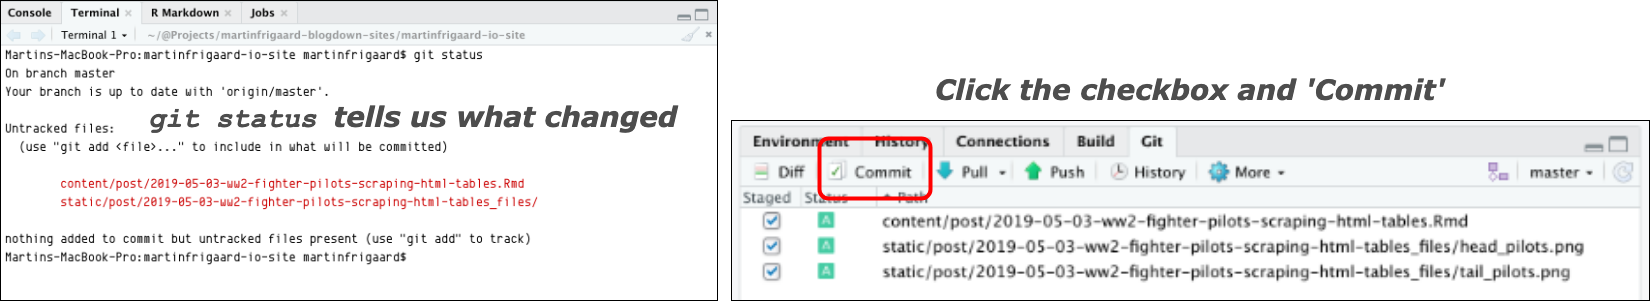 Console Terminal × R Markdown × Jobs ×
Terminal 1 ~/@Projects/martinfrigaard-blogdown-sites/martinfrigaard-io-site
Martins-MacBook-Pro:martinfrigaard-io-site martinfrigaard$ git status
On branch master
Your branch is up to date with 'origin/master'.
git status tells us what changed
Untracked files:
(use "git add <file>..." to include in what will be committed)
content/post/2019-05-03-ww2-fighter-pilots-scraping-html-tables.Rmd
static/post/2019-05-03-ww2-fighter-pilots-scraping-html-tables_files/
nothing added to commit but untracked files present (use "git add" to track)
Martins-MacBook-Pro:martinfrigaard-io-site martinfrigaard$
Click the checkbox and 'Commit'
Environment History Connections Build Git
Diff Commit Pull Push History More master
Staged Status Path
A content/post/2019-05-03-ww2-fighter-pilots-scraping-html-tables.Rmd
A static/post/2019-05-03-ww2-fighter-pilots-scraping-html-tables_files/head_pilots.png
A static/post/2019-05-03-ww2-fighter-pilots-scraping-html-tables_files/tail_pilots.png